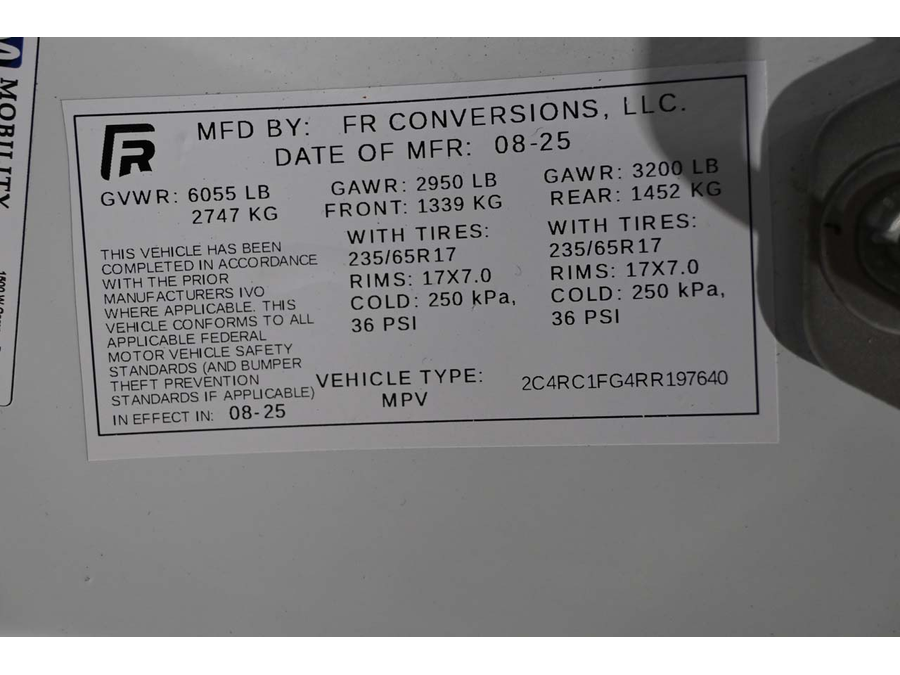 MOBILITY
FR
MFD BY: FR CONVERSIONS, LLC.
DATE OF MFR: 08-25
GVWR: 6055 LB
2747 KG
GAWR: 2950 LB
FRONT: 1339 KG
GAWR: 3200 LB
REAR: 1452 KG
THIS VEHICLE HAS BEEN
COMPLETED IN ACCORDANCE
WITH THE PRIOR
MANUFACTURERS IVO
WHERE APPLICABLE. THIS
VEHICLE CONFORMS TO ALL
APPLICABLE FEDERAL
MOTOR VEHICLE SAFETY
STANDARDS (AND BUMPER
THEFT PREVENTION
STANDARDS IF APPLICABLE)
IN EFFECT IN: 08-25
WITH TIRES:
235/65R17
RIMS: 17X7.0
COLD: 250 kPa,
36 PSI
WITH TIRES:
235/65R17
RIMS: 17X7.0
COLD: 250 kPa,
36 PSI
VEHICLE TYPE:
MPV
2C4RC1FG4RR197640